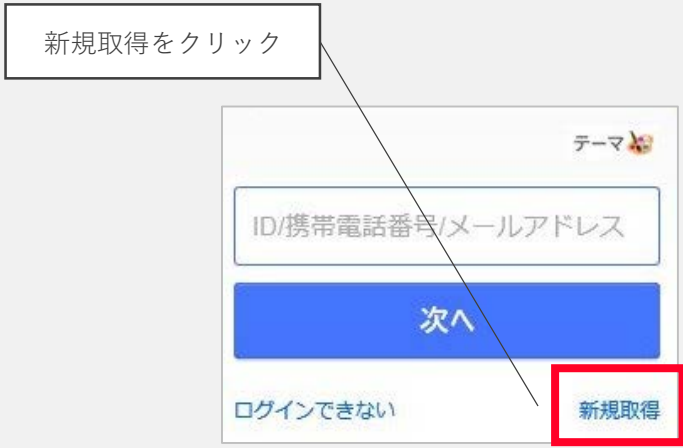 新規取得をクリック
テーマ
ID/携帯電話番号/メールアドレス
次へ
ログインできない
新規取得